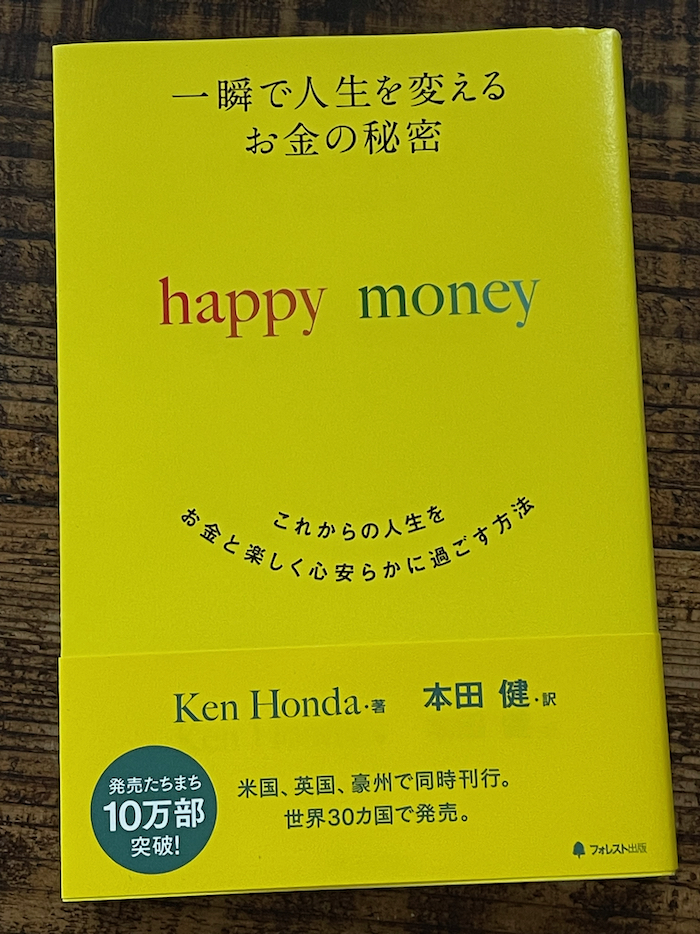 一瞬で人生を変える
お金の秘密
happy money
これからの人生を
お金と楽しく心安らかに過ごす方法
Ken Honda・著 本田 健・訳
発売たちまち
10万部
突破!
米国、英国、豪州で同時刊行。
世界30カ国で発売。
フォレスト出版